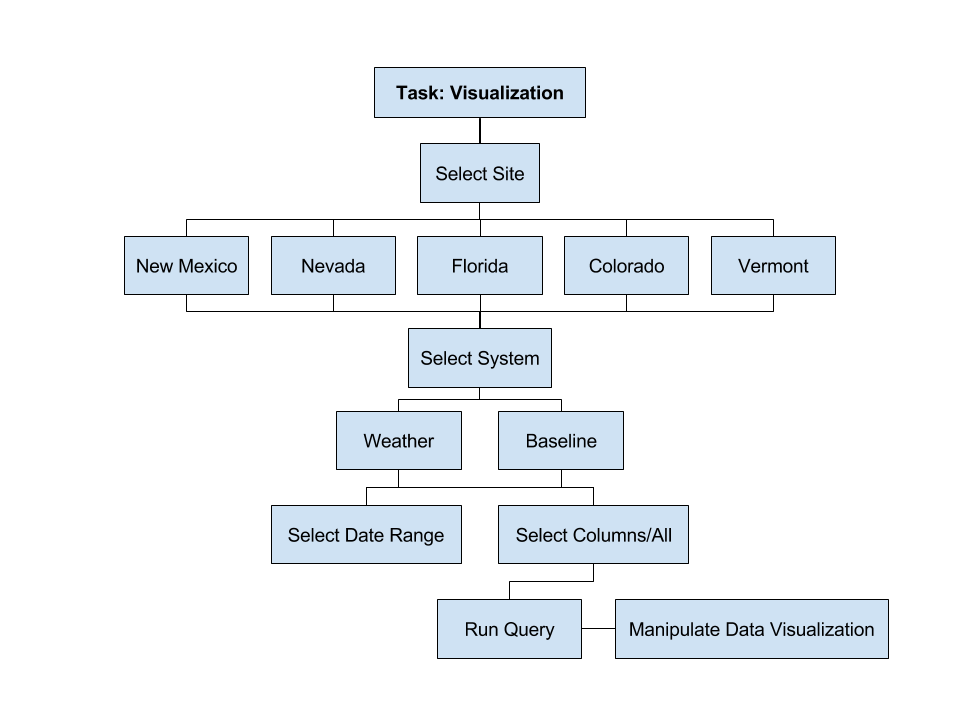 Task: Visualization
Select Site
New Mexico
Nevada
Florida
Colorado
Vermont
Select System
Weather
Baseline
Select Date Range
Select Columns/All
Run Query
Manipulate Data Visualization